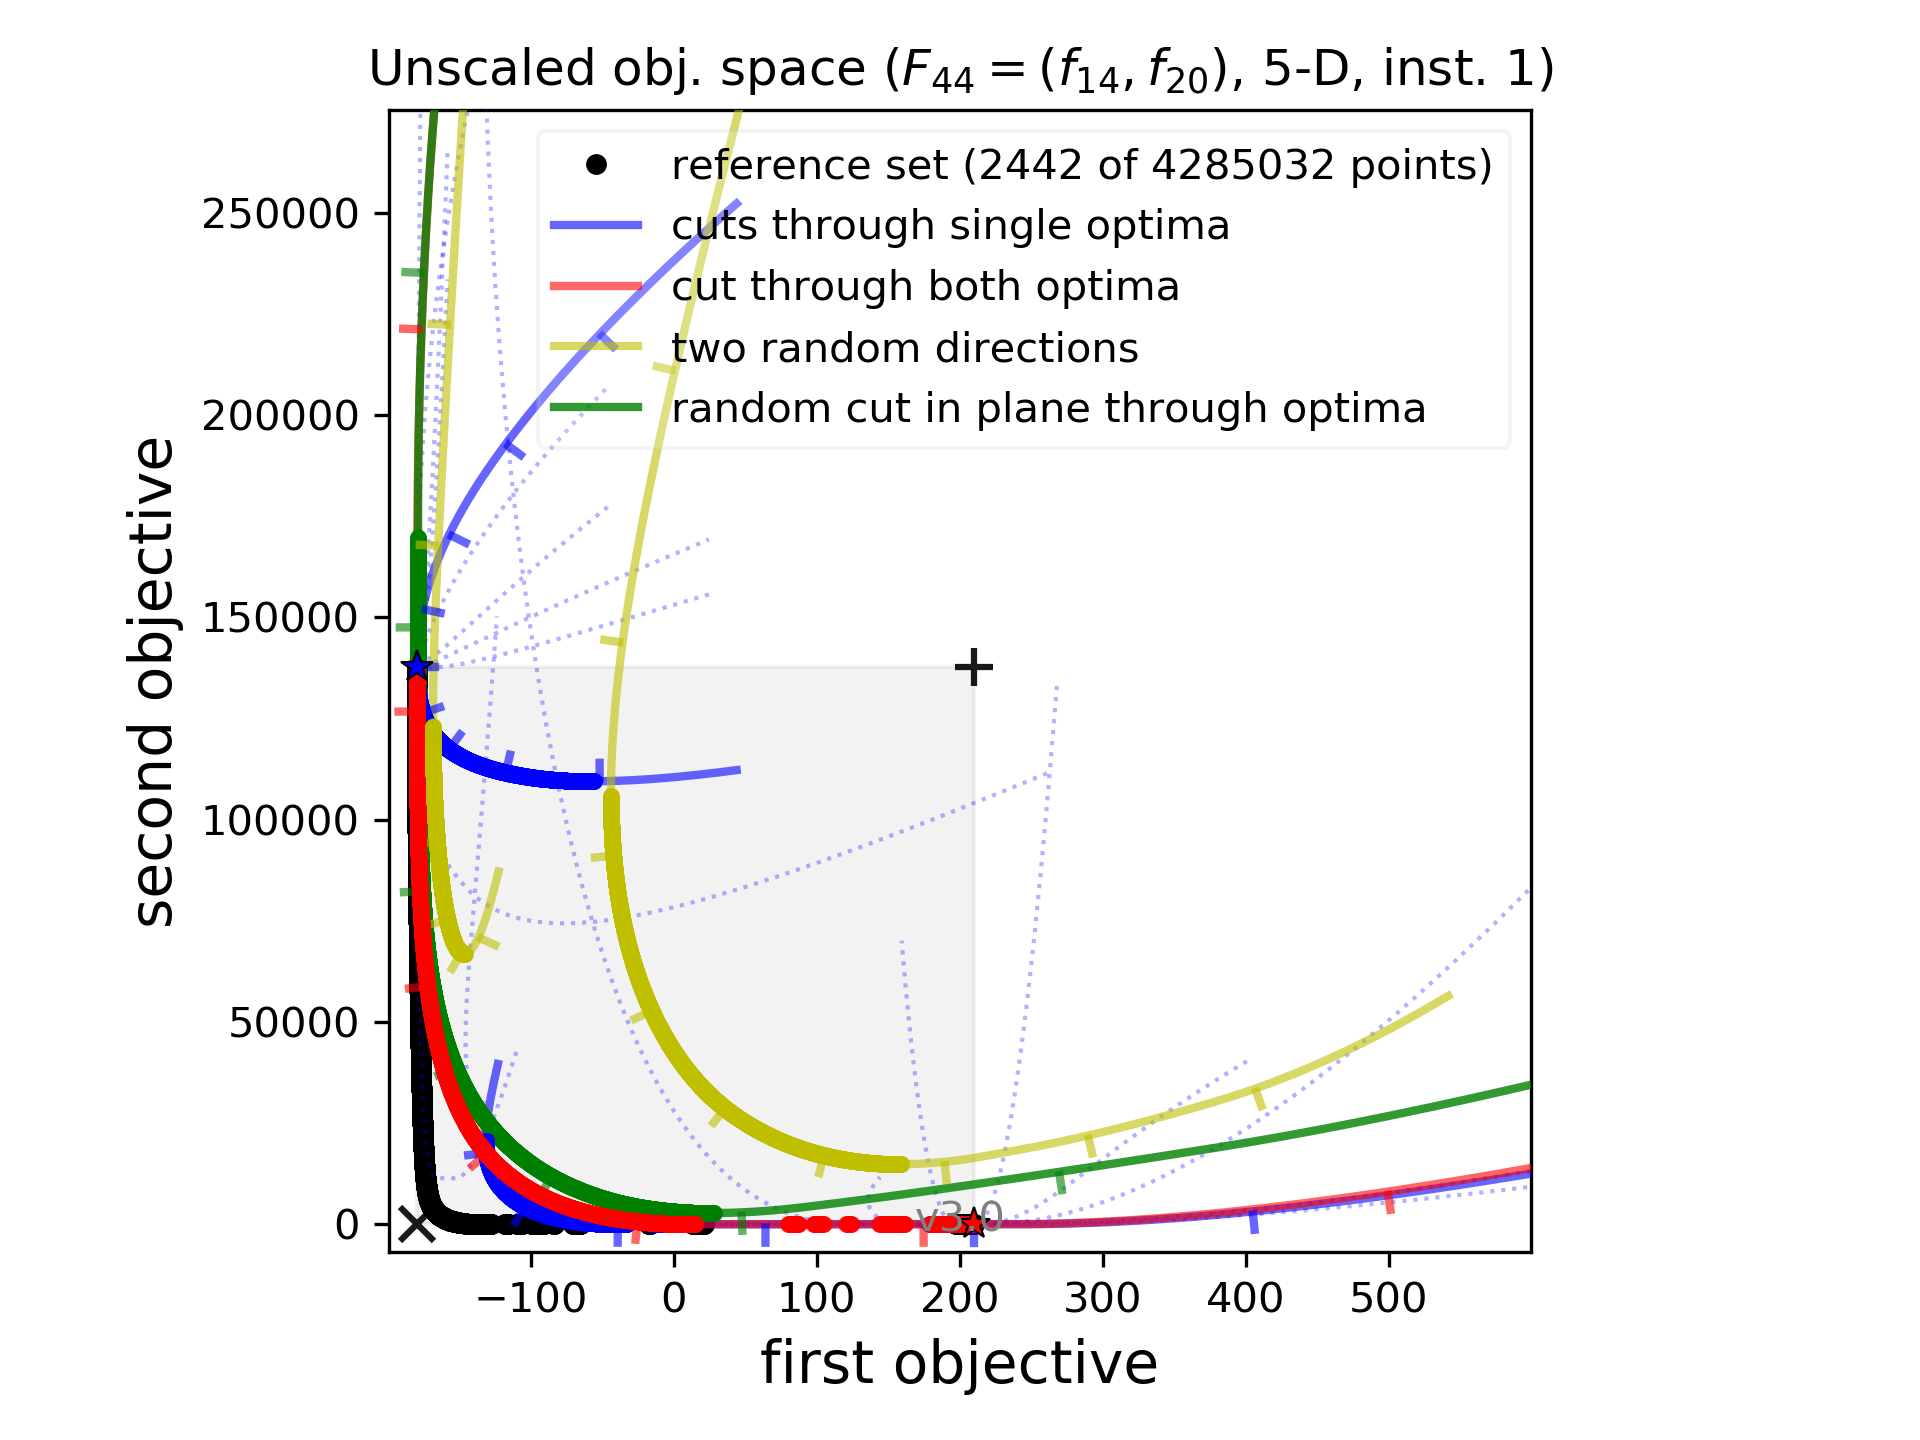 Unscaled obj. space (F44 = (f14, f20), 5-D, inst. 1)
reference set (2442 of 4285032 points)
cuts through single optima
cut through both optima
two random directions
random cut in plane through optima
second objective
250000
200000
150000
100000
50000
0
v3.0
−100
0
100
200
300
400
500
first objective